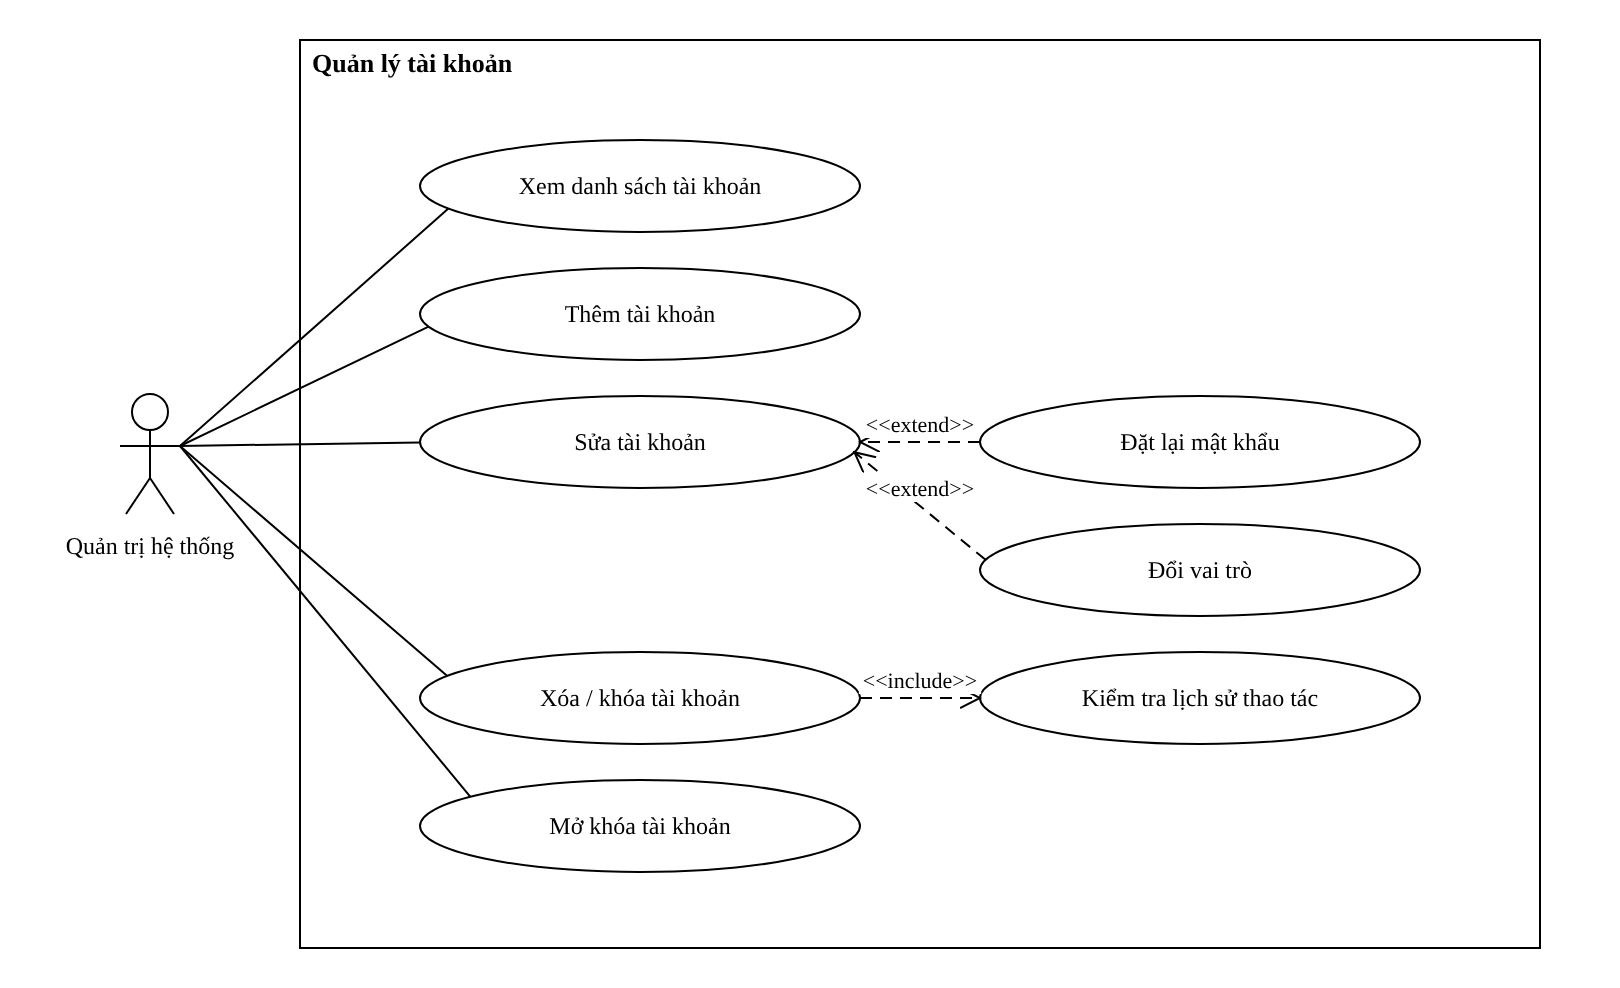 Quản lý tài khoản
Xem danh sách tài khoản
Thêm tài khoản
Sửa tài khoản
<<extend>>
Đặt lại mật khẩu
<<extend>>
Đổi vai trò
Quản trị hệ thống
Xóa / khóa tài khoản
<<include>>
Kiểm tra lịch sử thao tác
Mở khóa tài khoản